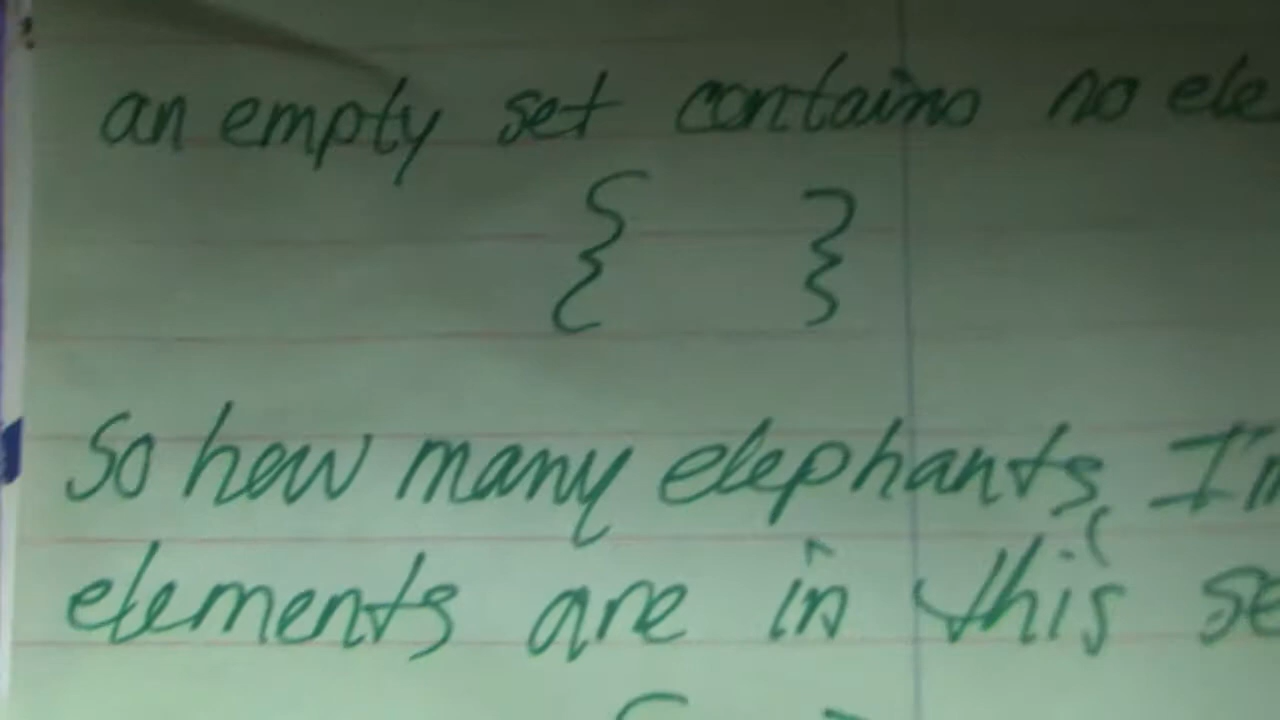 an empty set contains no ele
{ }
So how many elephants, I'm
elements are in this se